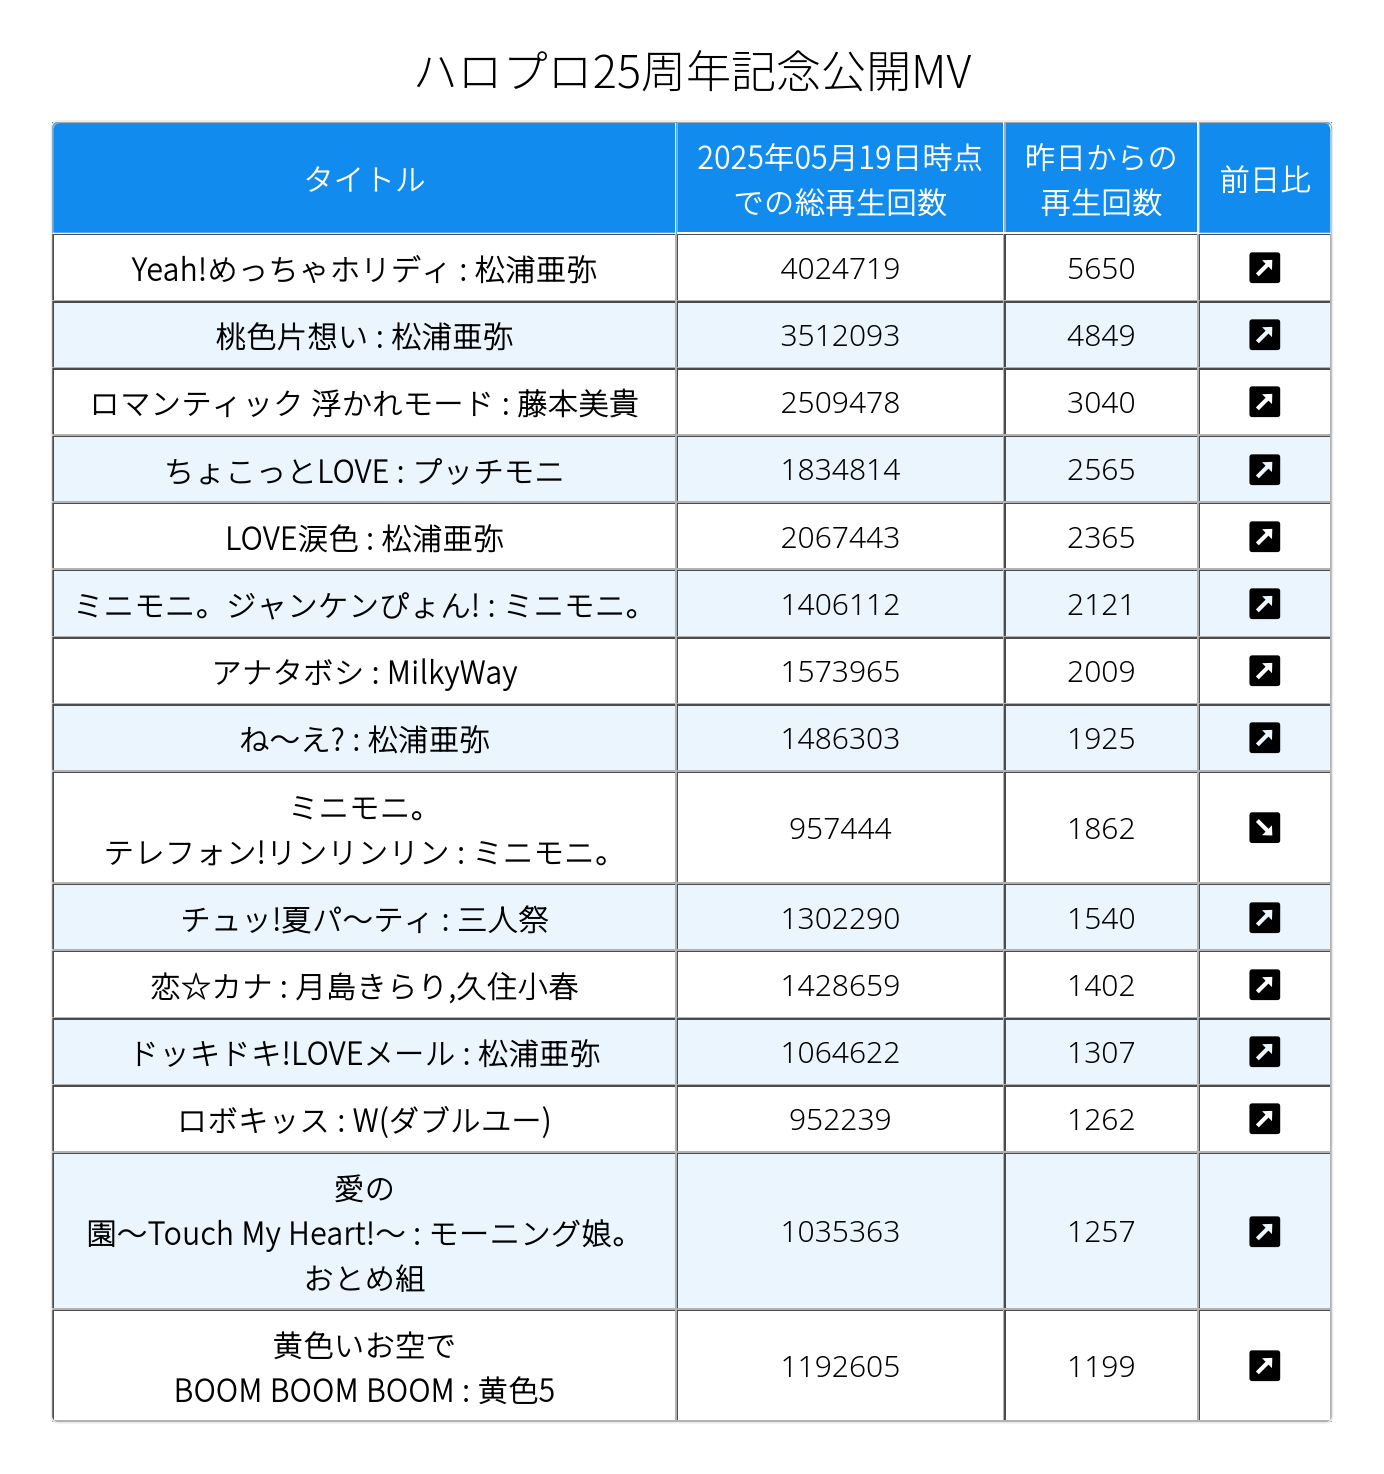 ハロプロ25周年記念公開MV
タイトル
2025年05月19日時点
での総再生回数
昨日からの
再生回数
前日比
Yeah!めっちゃホリディ : 松浦亜弥 4024719 5650
桃色片想い : 松浦亜弥 3512093 4849
ロマンティック 浮かれモード : 藤本美貴 2509478 3040
ちょこっとLOVE : プッチモニ 1834814 2565
LOVE涙色 : 松浦亜弥 2067443 2365
ミニモニ。ジャンケンぴょん! : ミニモニ。 1406112 2121
アナタボシ : MilkyWay 1573965 2009
ね〜え? : 松浦亜弥 1486303 1925
ミニモニ。
テレフォン!リンリンリン : ミニモニ。 957444 1862
チュッ!夏パ〜ティ : 三人祭 1302290 1540
恋☆カナ : 月島きらり,久住小春 1428659 1402
ドッキドキ!LOVEメール : 松浦亜弥 1064622 1307
ロボキッス : W(ダブルユー) 952239 1262
愛の
園〜Touch My Heart!〜 : モーニング娘。 1035363 1257
おとめ組
黄色いお空で
BOOM BOOM BOOM : 黄色5 1192605 1199